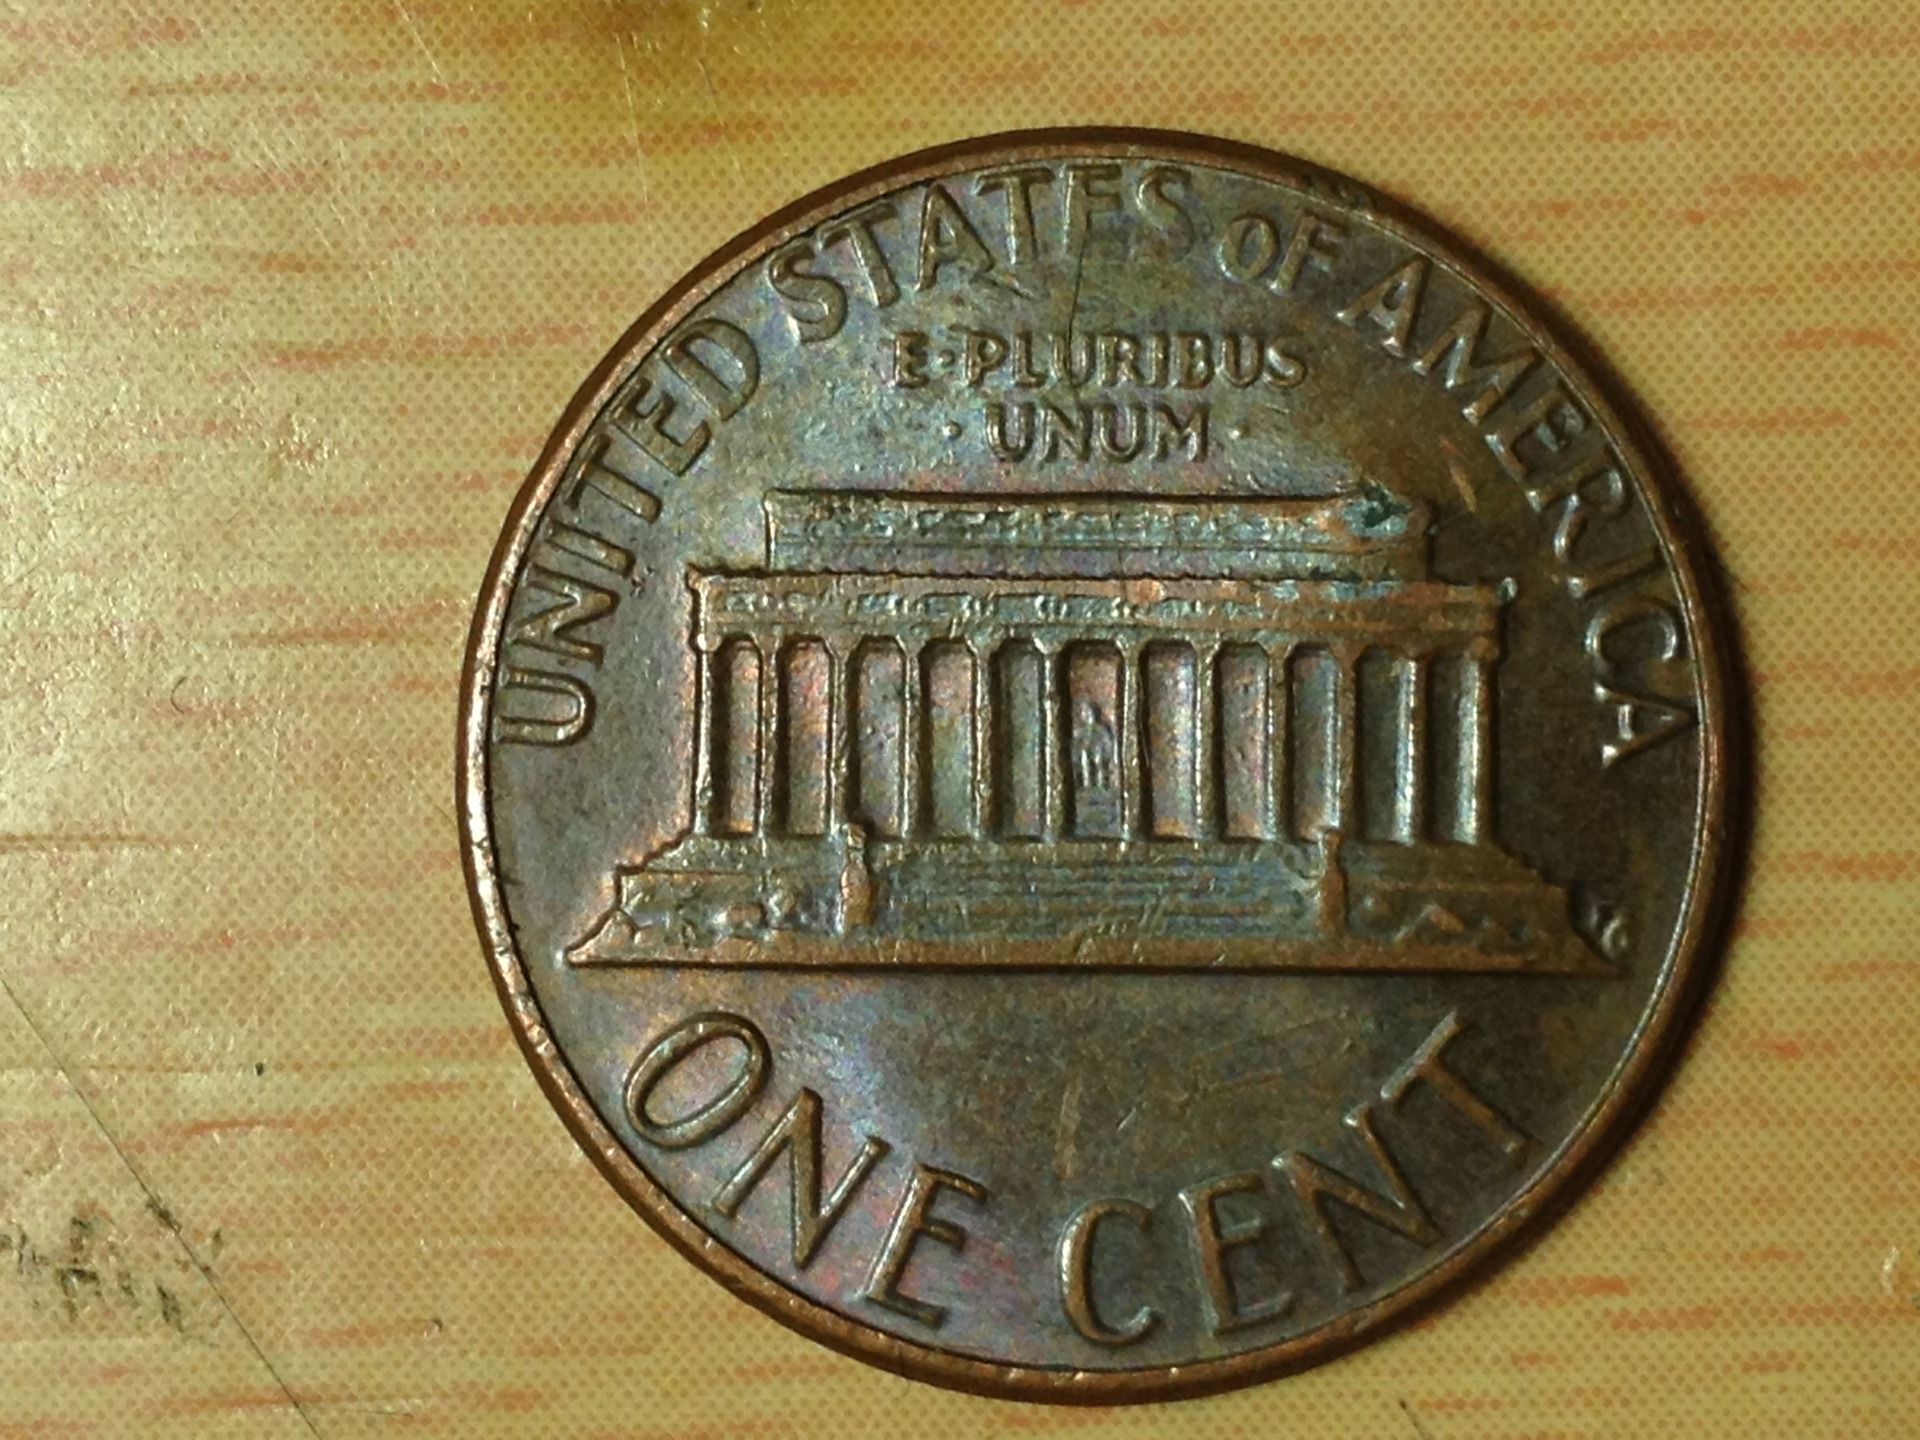 UNITED STATES OF AMERICA
E·PLURIBUS
·UNUM·
ONE CENT